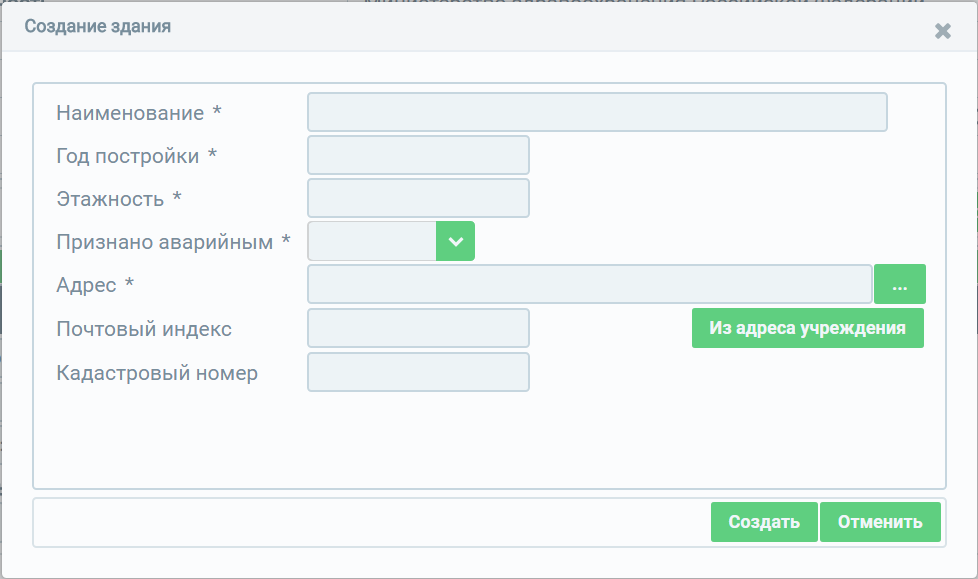 Создание здания
Наименование *
Год постройки *
Этажность *
Признано аварийным *
Адрес *
...
Почтовый индекс
Из адреса учреждения
Кадастровый номер
Создать Отменить